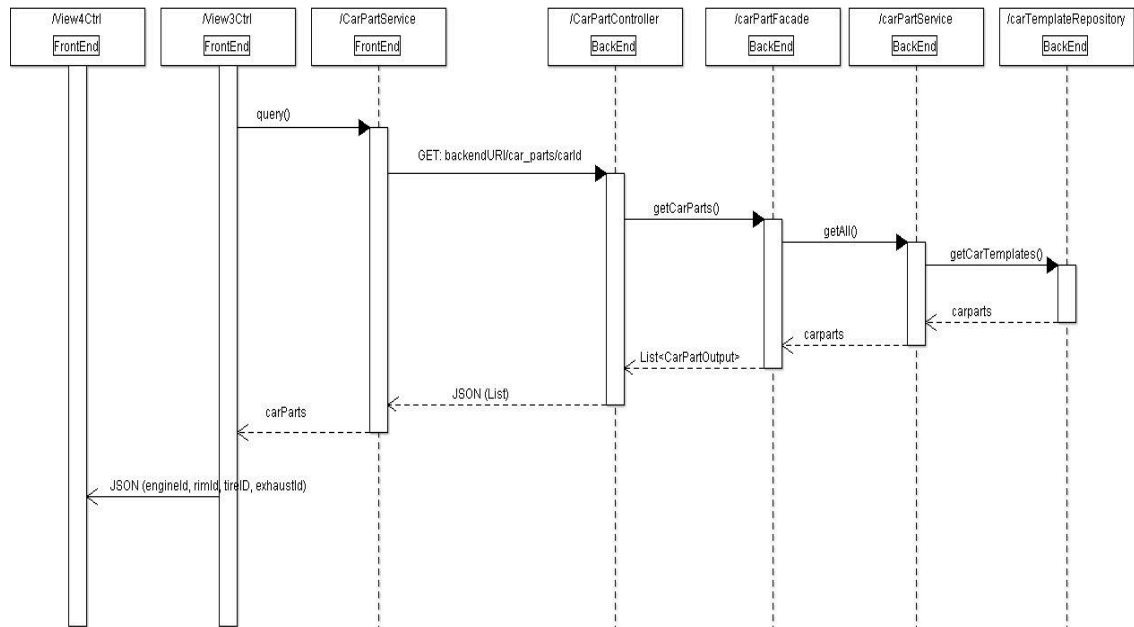 /View4Ctrl
FrontEnd
/View3Ctrl
FrontEnd
/CarPartService
FrontEnd
/CarPartController
BackEnd
/carPartFacade
BackEnd
/carPartService
BackEnd
/carTemplateRepository
BackEnd
query()
GET: backendURI/car_parts/carId
getCarParts()
getAll()
getCarTemplates()
carparts
carparts
List<CarPartOutput>
JSON (List)
carParts
JSON (engineId, rimId, tireID, exhaustId)